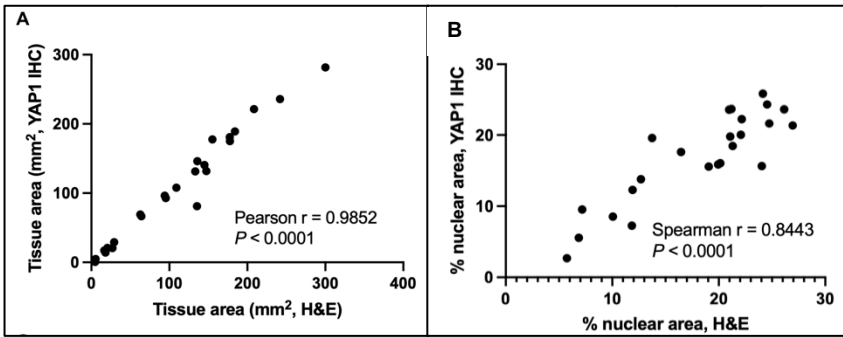 A
Tissue area (mm², YAP1 IHC)
300
200
100
0
Pearson r = 0.9852
P < 0.0001
0 100 200 300 400
Tissue area (mm², H&E)
B
% nuclear area, YAP1 IHC
30
20
10
0
Spearman r = 0.8443
P < 0.0001
0 10 20 30
% nuclear area, H&E